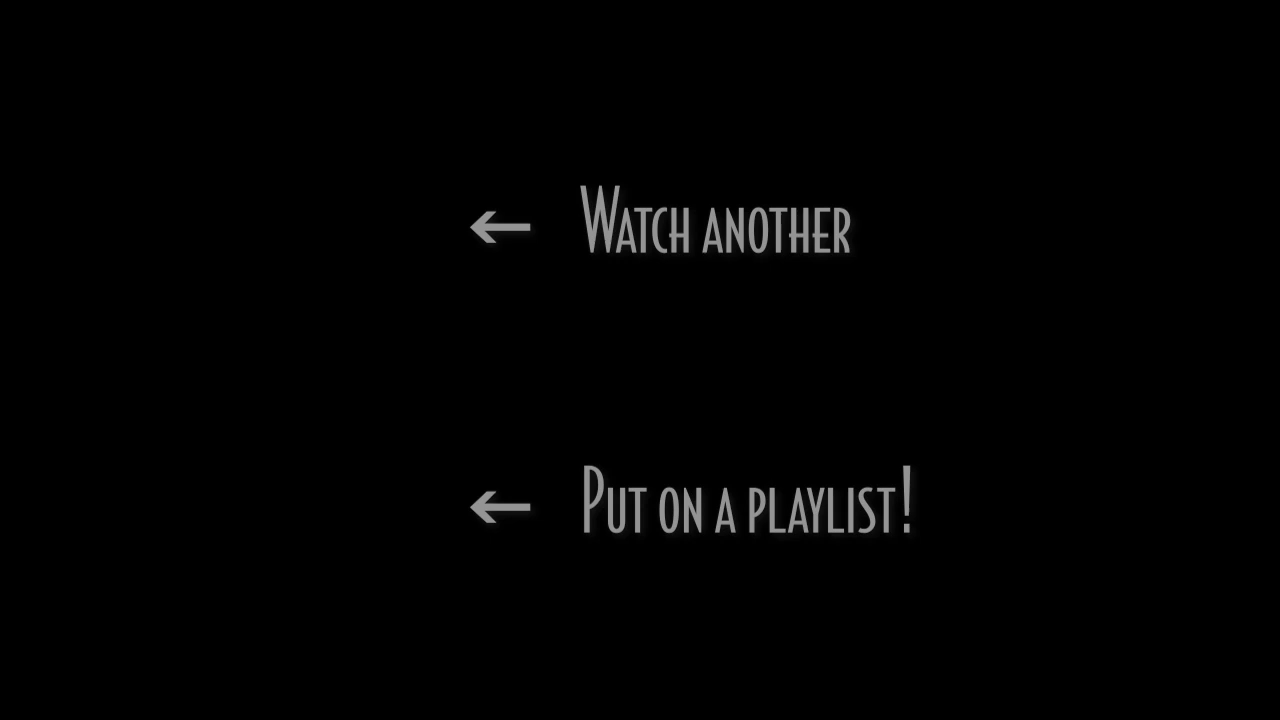 ← Watch another
← Put on a playlist!